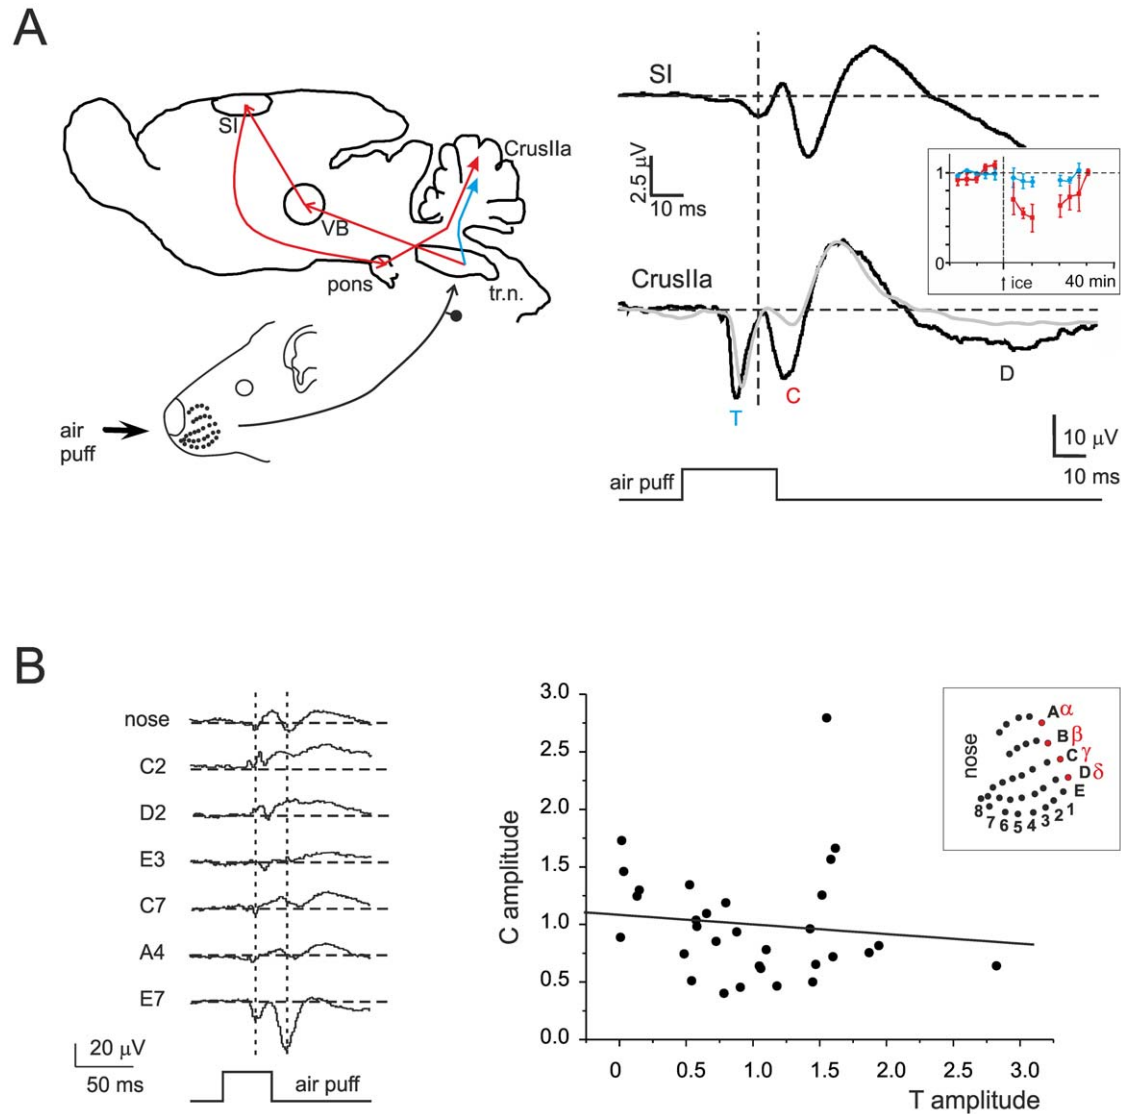 A
SI
CrusIIa
VB
pons
tr.n.
air
puff
SI
2.5 μV
10 ms
1
0
ice
40 min
CrusIIa
T
C
D
10 μV
10 ms
air puff
B
nose
C2
D2
E3
C7
A4
E7
20 μV
50 ms
air puff
3.0
2.5
2.0
1.5
1.0
0.5
0.0
C amplitude
0
0.5
1.0
1.5
2.0
2.5
3.0
T amplitude
nose
A α
B β
C γ
D δ
E
8 7 6 5 4 3 2 1